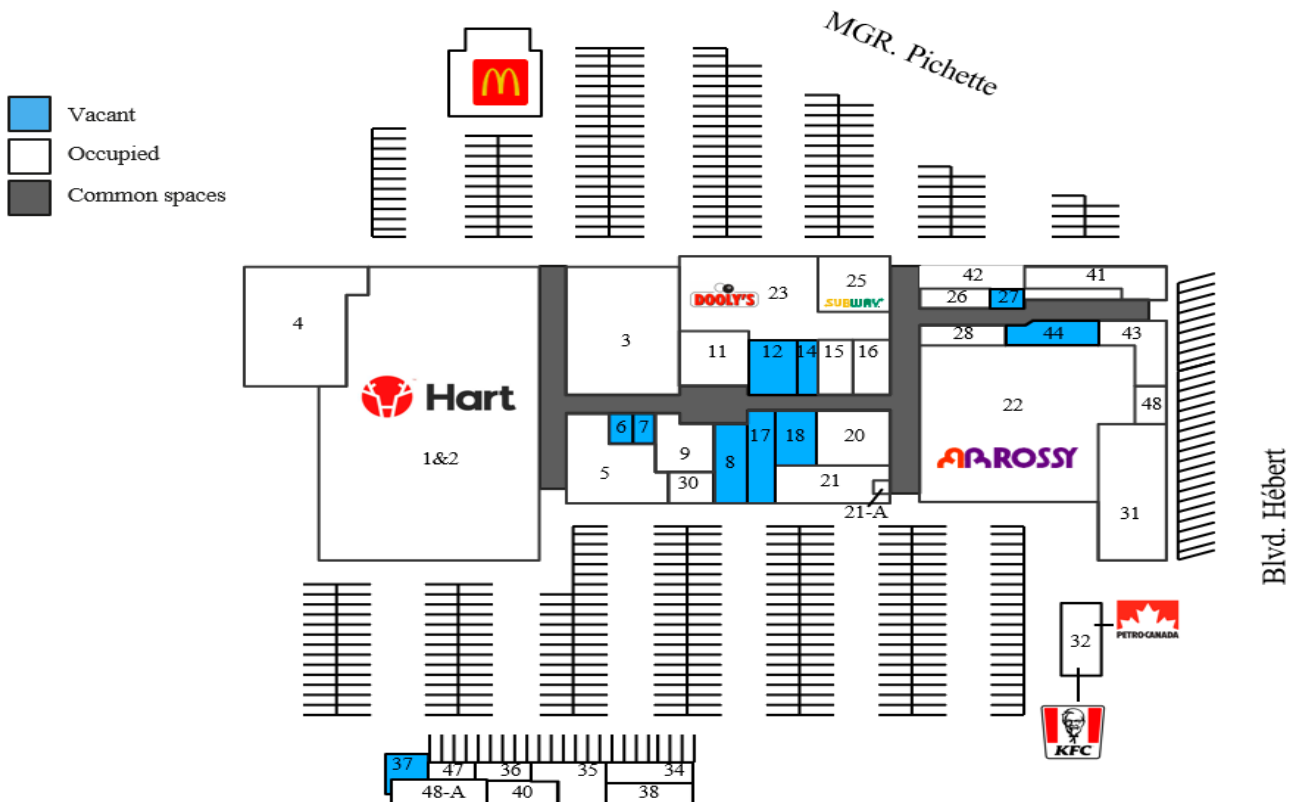 MGR. Pichette
Vacant
Occupied
Common spaces
4
Hart
1&2
3
DOOLY'S
23
25
SUBWAY
42
41
26
27
11
12
14
15
16
28
44
43
6
7
5
9
30
8
17
18
20
21
21-A
22
48
ROSSY
31
Blvd. Hébert
32
PETRO-CANADA
KFC
37
47
36
35
34
48-A
40
38